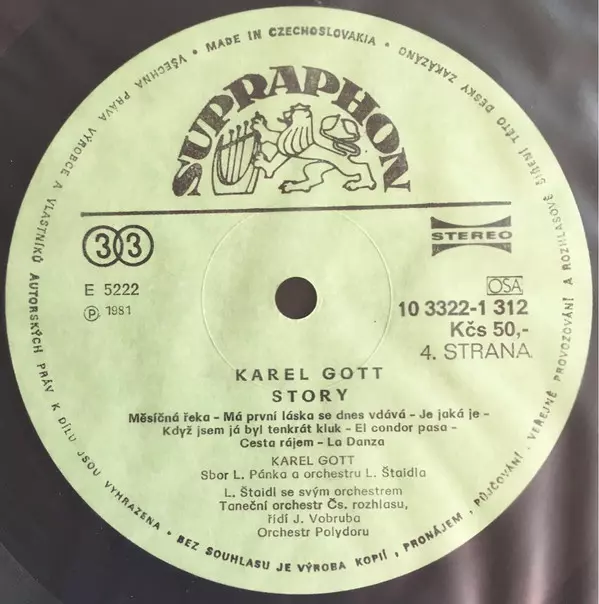 • MADE IN CZECHOSLOVAKIA •
VŠECHNA PRÁVA VÝROBCE A VLASTNÍKŮ AUTORSKÝCH PRÁV K DÍLU JSOU VYHRAZENA • BEZ SOUHLASU JE VÝROBA KOPIÍ, PRONÁJEM, PŮJČOVÁNÍ, VEŘEJNÉ PROVOZOVÁNÍ A ROZHLASOVÉ ŠÍŘENÍ TÉTO DESKY ZAKÁZÁNO
SUPRAPHON
33
STEREO
E 5222
OSA
Ⓟ 1981
10 3322-1 312
Kčs 50,-
4. STRANA
KAREL GOTT
STORY
Měsíčná řeka – Má první láska se dnes vdává – Je jaká je –
Když jsem já byl tenkrát kluk – El condor pasa –
Cesta rájem – La Danza
KAREL GOTT
Sbor L. Pánka a orchestru L. Štaidla
L. Štaidl se svým orchestrem
Taneční orchestr Čs. rozhlasu,
řídí J. Vobruba
Orchestr Polydoru